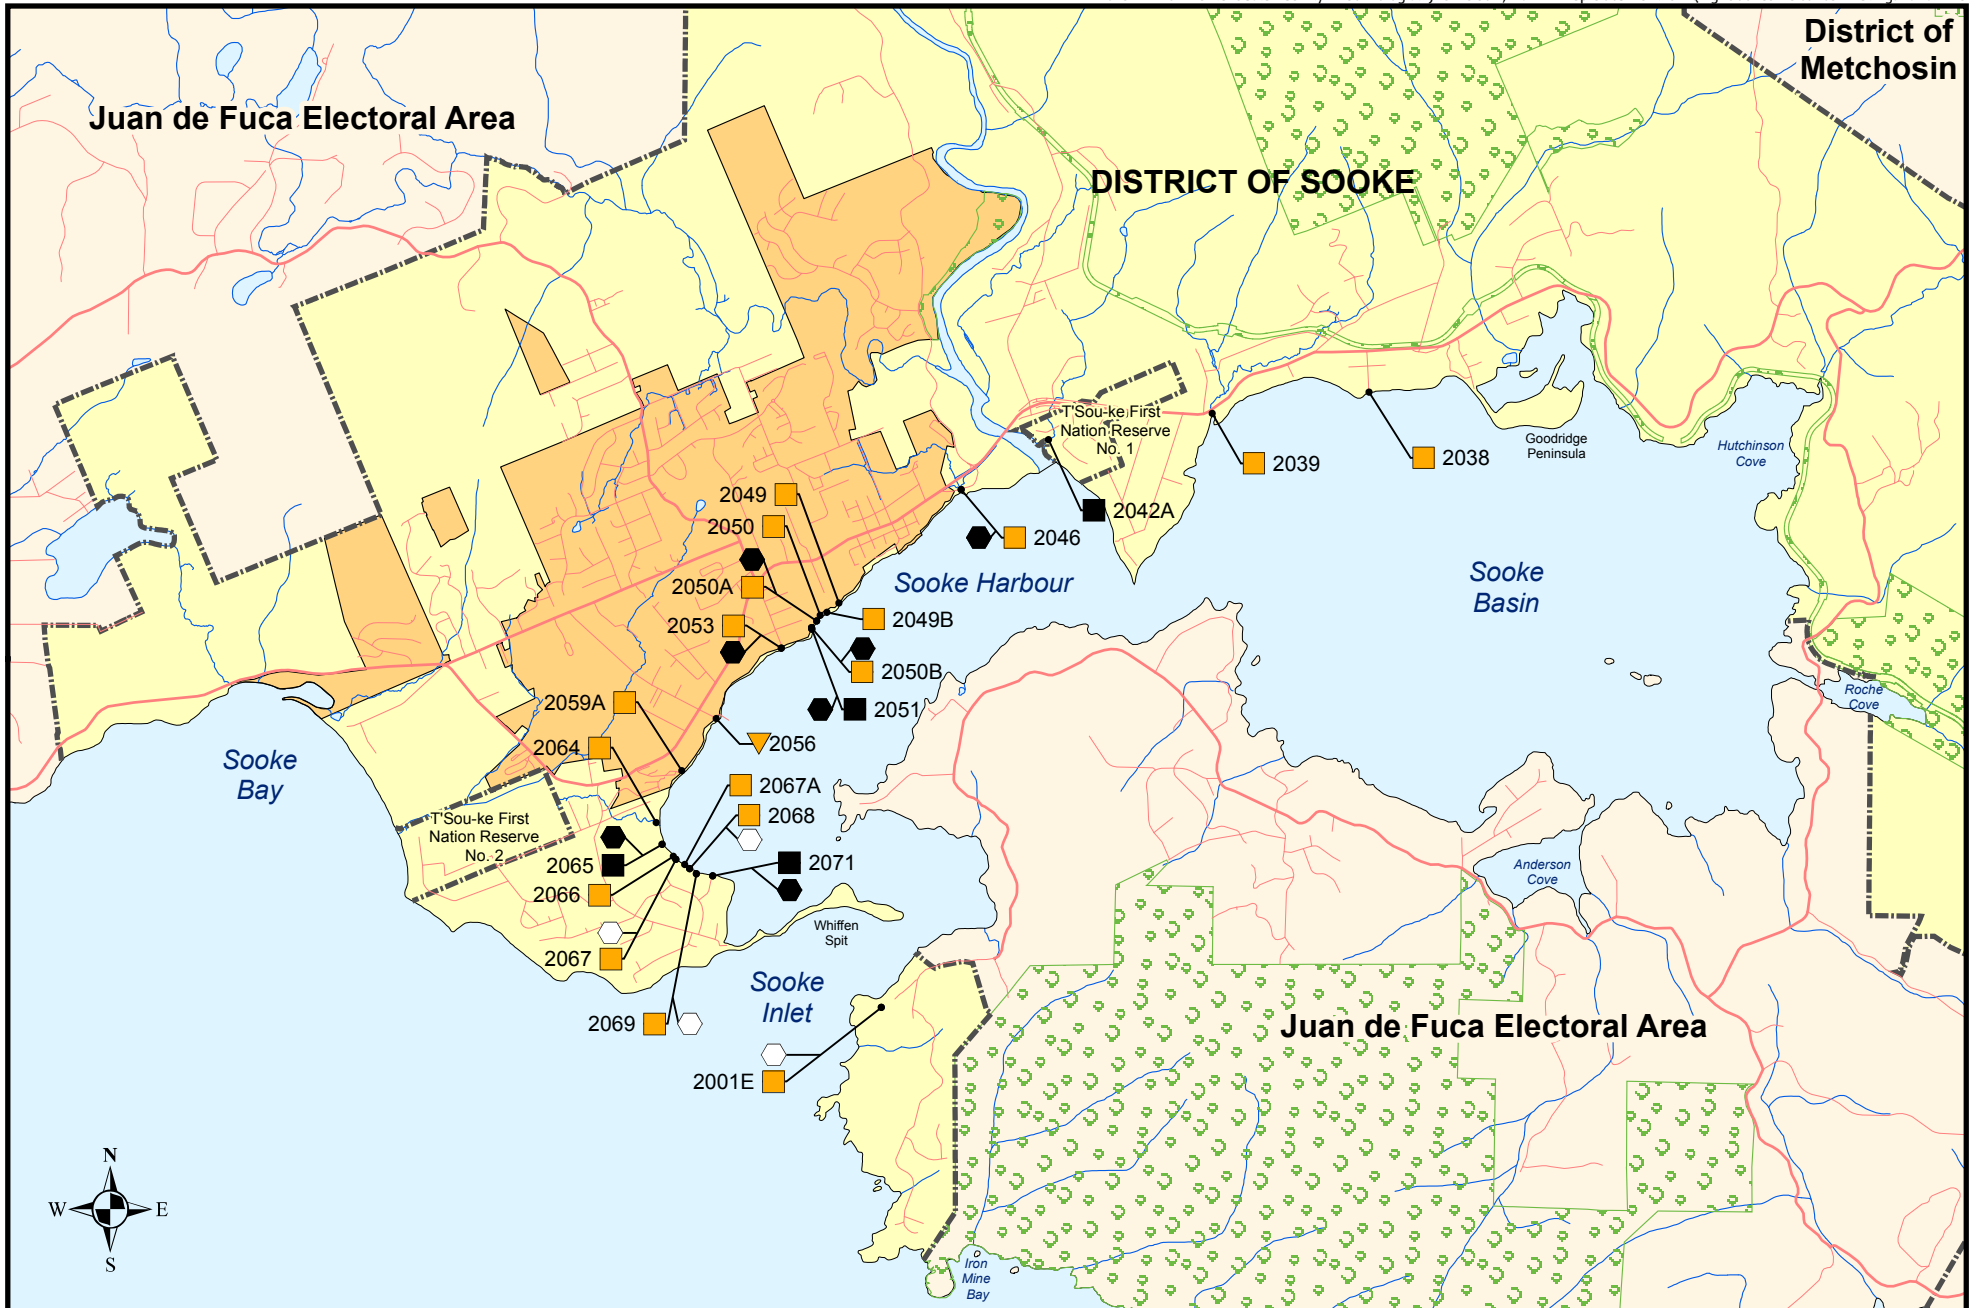 District of
Metchosin
Juan de Fuca Electoral Area
DISTRICT OF SOOKE
T'Sou-ke First
Nation Reserve
No. 1
Goodridge
Peninsula
Hutchinson
Cove
2039
2038
2049
2042A
2050
2046
Sooke Harbour
Sooke
Basin
2050A
2049B
2053
2050B
2059A
2051
Roche
Cove
2064
2056
Sooke
Bay
2067A
2068
T'Sou-ke First
Nation Reserve
No. 2
2065
2071
Anderson
Cove
2066
Whiffen
Spit
2067
Sooke
Inlet
2069
Juan de Fuca Electoral Area
2001E
N
W
E
S
Iron
Mine
Bay